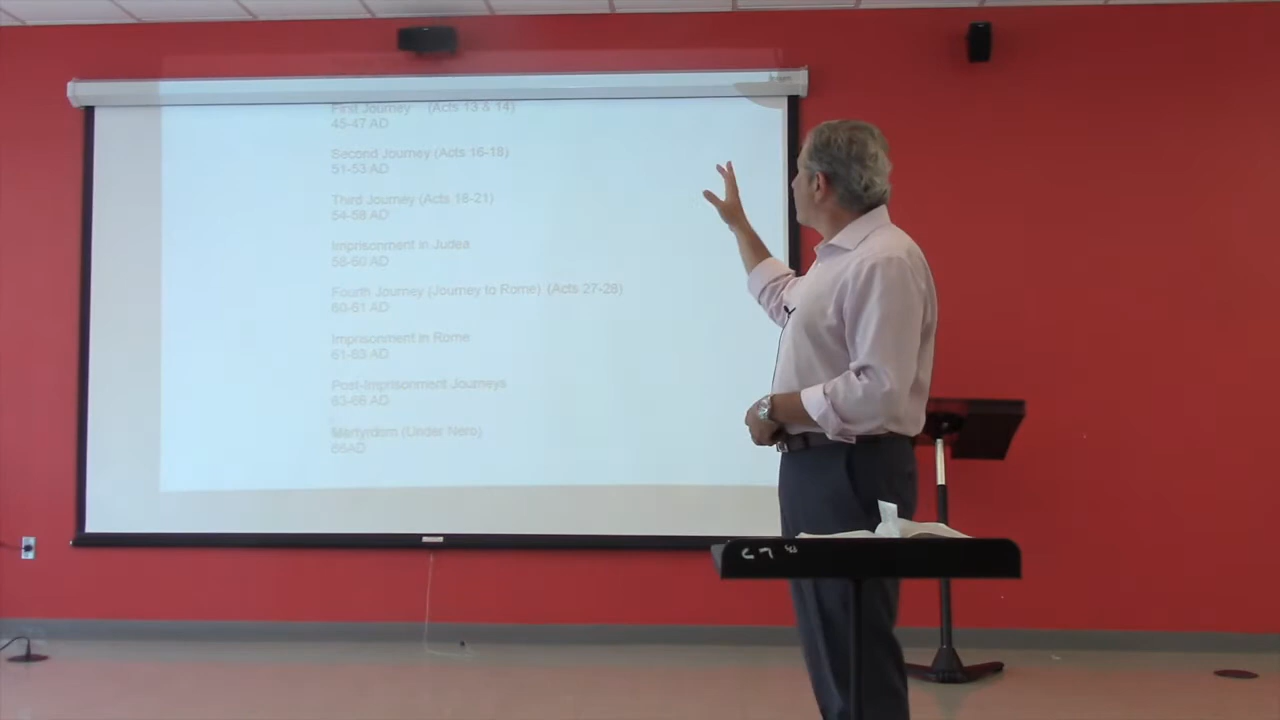 First Journey (Acts 13 & 14)
45-47 AD
Second Journey (Acts 16-18)
51-53 AD
Third Journey (Acts 18-21)
54-58 AD
Imprisonment in Judea
58-60 AD
Fourth Journey (Journey to Rome) (Acts 27-28)
60-61 AD
Imprisonment in Rome
61-63 AD
Post-Imprisonment Journeys
63-66 AD
Martyrdom (Under Nero)
66AD